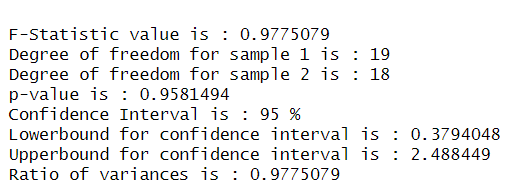 F-Statistic value is : 0.9775079
Degree of freedom for sample 1 is : 19
Degree of freedom for sample 2 is : 18
p-value is : 0.9581494
Confidence Interval is : 95 %
Lowerbound for confidence interval is : 0.3794048
Upperbound for confidence interval is : 2.488449
Ratio of variances is : 0.9775079